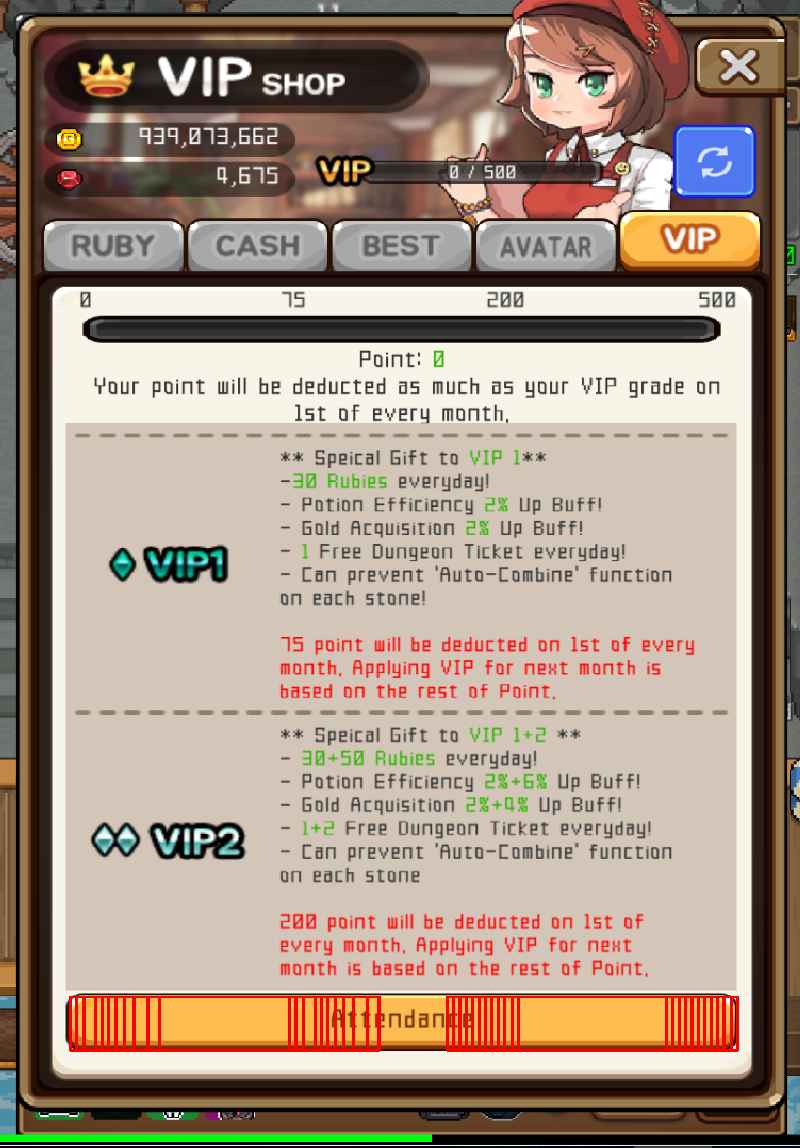 VIP SHOP
939,073,662
4,675
VIP 0 / 500
RUBY CASH BEST AVATAR VIP
0 75 200 500
Point: 0
Your point will be deducted as much as your VIP grade on
1st of every month.
** Speical Gift to VIP 1**
-30 Rubies everyday!
- Potion Efficiency 2% Up Buff!
- Gold Acquisition 2% Up Buff!
- 1 Free Dungeon Ticket everyday!
- Can prevent 'Auto-Combine' function
on each stone!
VIP1
75 point will be deducted on 1st of every
month. Applying VIP for next month is
based on the rest of Point.
** Speical Gift to VIP 1+2 **
- 30+50 Rubies everyday!
- Potion Efficiency 2%+6% Up Buff!
- Gold Acquisition 2%+4% Up Buff!
- 1+2 Free Dungeon Ticket everyday!
- Can prevent 'Auto-Combine' function
on each stone
VIP2
200 point will be deducted on 1st of
every month. Applying VIP for next
month is based on the rest of Point.
Attendance